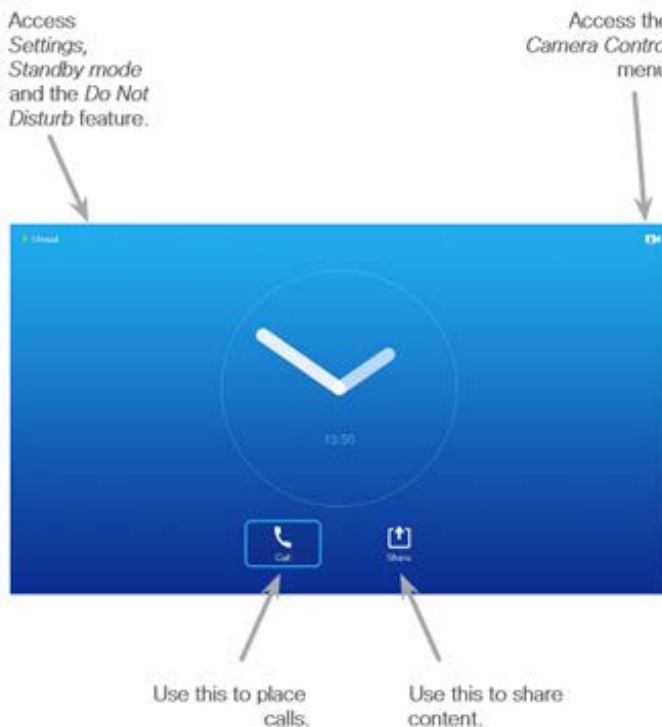 Access
Settings,
Standby mode
and the Do Not
Disturb feature.
Access the
Camera Contro
menu
13:50
Call
Share
Use this to place
calls.
Use this to share
content.